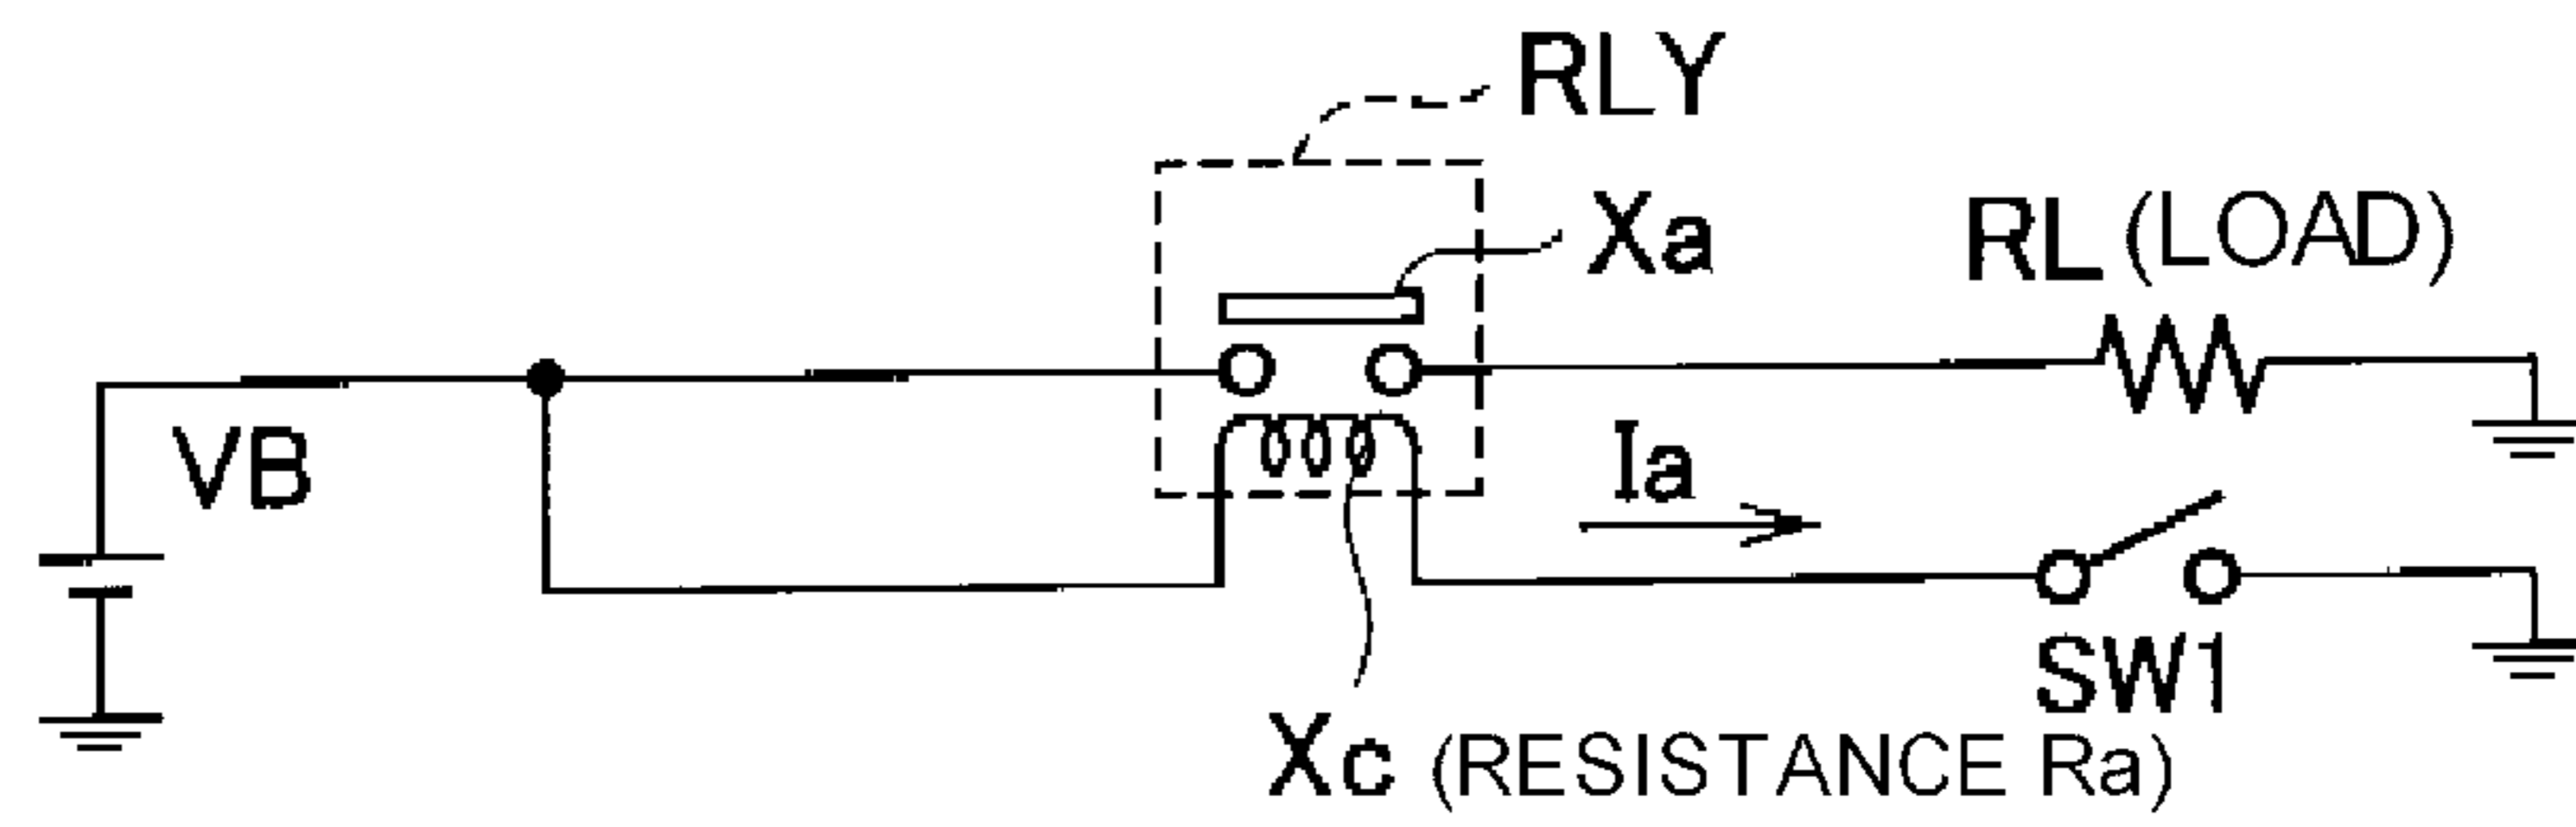 RLY
Xa
RL (LOAD)
VB
Ia
SW1
Xc (RESISTANCE Ra)